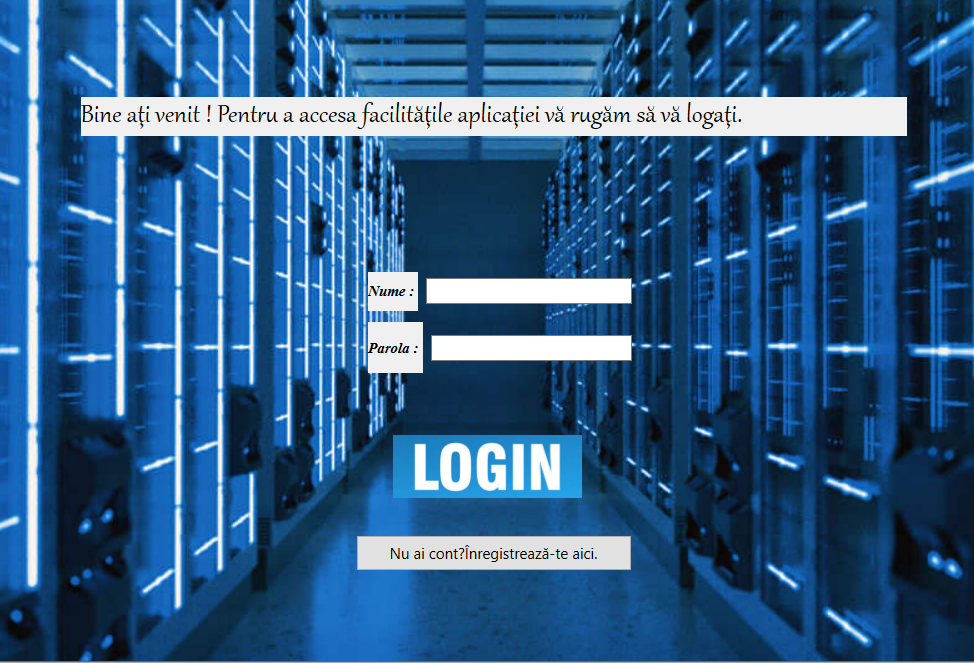 Bine ați venit ! Pentru a accesa facilitățile aplicației vă rugăm să vă logați.
Nume :
Parola :
LOGIN
Nu ai cont?Înregistrează-te aici.